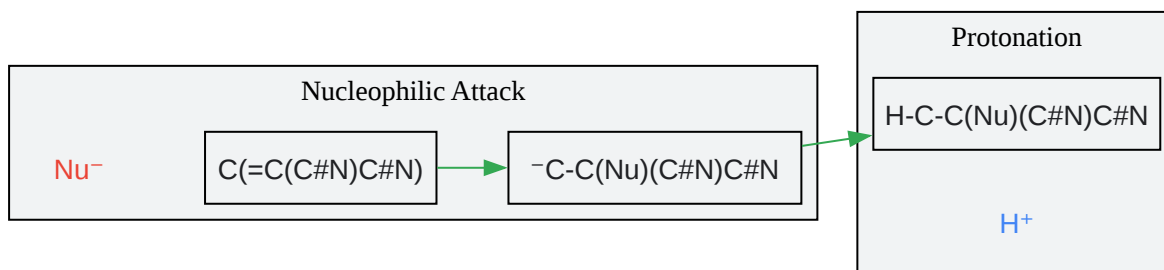 Nucleophilic Attack
Nu⁻
C(=C(C#N)C#N)
⁻C-C(Nu)(C#N)C#N
Protonation
H-C-C(Nu)(C#N)C#N
H⁺